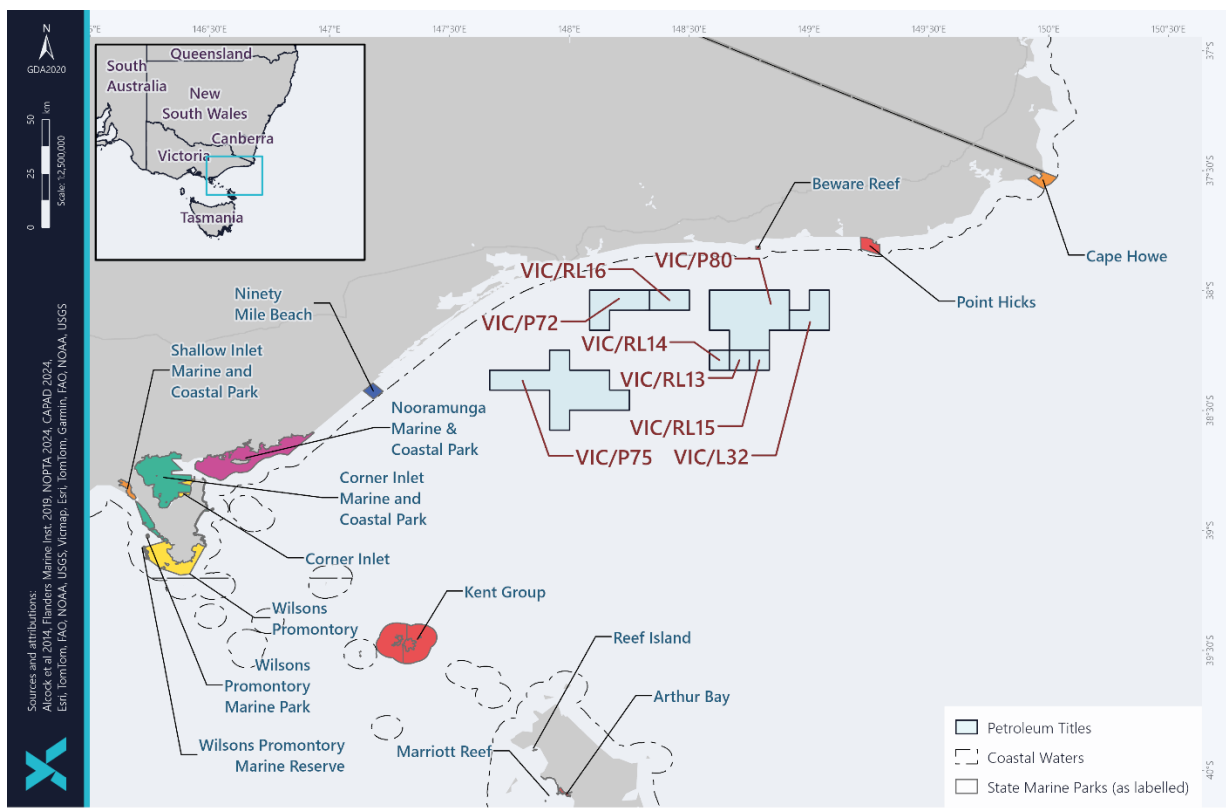 146°30'E
147°E
147°30'E
148°E
148°30'E
149°E
149°30'E
150°E
150°30'E
N
GDA2020
50
25
0
km
Scale: 1:2,500,000
Sources and attributions:
Alcock et al 2014, Flanders Marine Inst, 2019, NOPTA 2024, CAPAD 2024,
Esri, TomTom, FAO, NOAA, USGS, Vicmap, Esri, TomTom, Garmin, FAO, NOAA, USGS
Queensland
South
Australia
New
South Wales
Canberra
Victoria
Tasmania
37°S
37°30'S
38°S
38°30'S
39°S
39°30'S
40°S
Beware Reef
Cape Howe
Point Hicks
VIC/P80
VIC/RL16
VIC/P72
VIC/RL14
VIC/RL13
VIC/RL15
VIC/P75
VIC/L32
Ninety
Mile Beach
Shallow Inlet
Marine and
Coastal Park
Nooramunga
Marine &
Coastal Park
Corner Inlet
Marine and
Coastal Park
Corner Inlet
Wilsons
Promontory
Kent Group
Wilsons
Promontory
Marine Park
Reef Island
Arthur Bay
Wilsons Promontory
Marine Reserve
Marriott Reef
Petroleum Titles
Coastal Waters
State Marine Parks (as labelled)